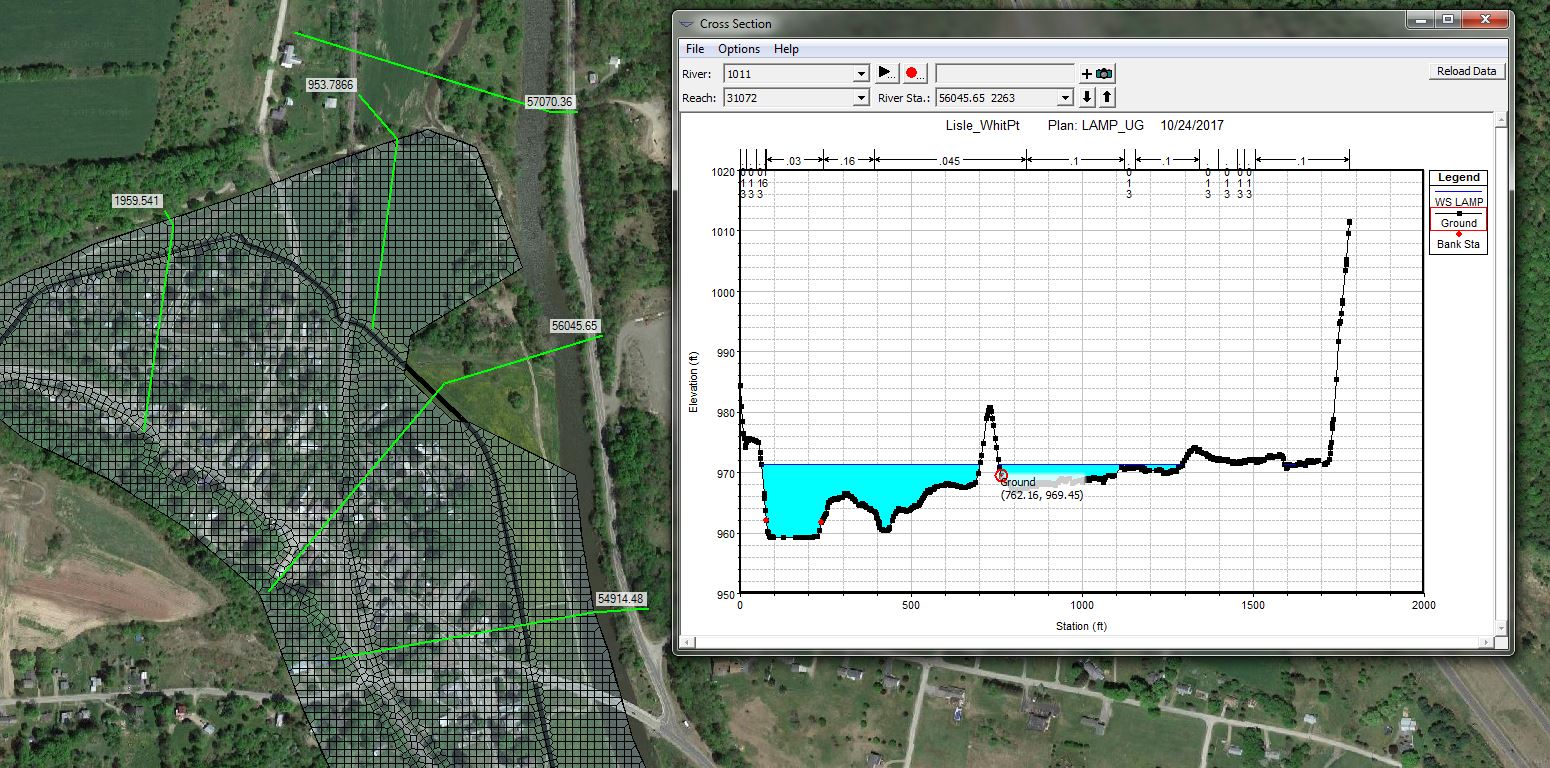 953.7866
57070.36
1959.541
56045.65
54914.48
Cross Section
File Options Help
River: 1011
Reload Data
Reach: 31072 River Sta.: 56045.65 2263
Lisle_WhitPt Plan: LAMP_UG 10/24/2017
.03 .16 .045 .1 .1 .1
Legend
WS LAMP
Ground
Bank Sta
Elevation (ft)
1020
1010
1000
990
980
970
960
950
Ground
(762.16, 969.45)
0 500 1000 1500 2000
Station (ft)